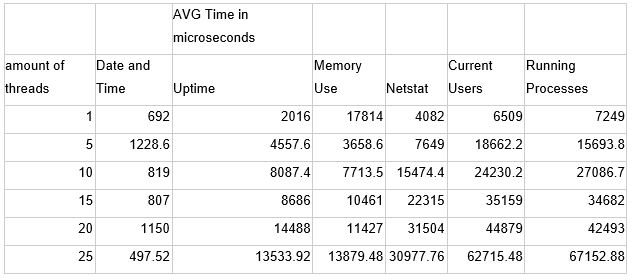 AVG Time in
microseconds
amount of threads Date and Time Uptime Memory Use Netstat Current Users Running Processes
1 692 2016 17814 4082 6509 7249
5 1228.6 4557.6 3658.6 7649 18662.2 15693.8
10 819 8087.4 7713.5 15474.4 24230.2 27086.7
15 807 8686 10461 22315 35159 34682
20 1150 14488 11427 31504 44879 42493
25 497.52 13533.92 13879.48 30977.76 62715.48 67152.88